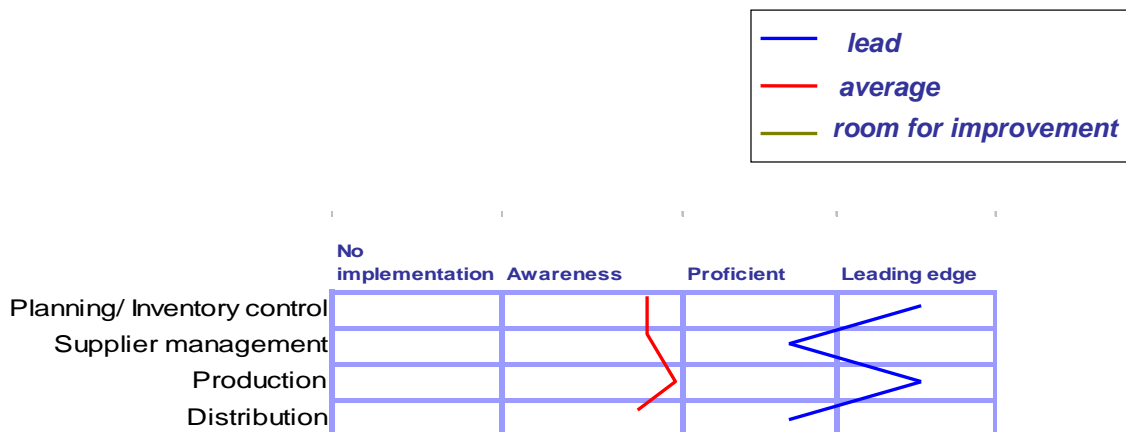 lead
average
room for improvement
No
implementation Awareness Proficient Leading edge
Planning/ Inventory control
Supplier management
Production
Distribution